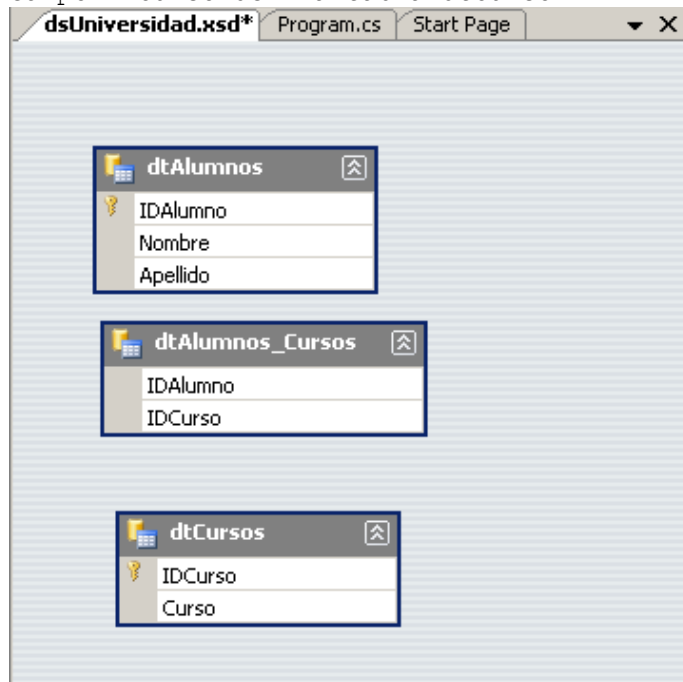 dsUniversidad.xsd* Program.cs Start Page
dtAlumnos
IDAlumno
Nombre
Apellido
dtAlumnos_Cursos
IDAlumno
IDCurso
dtCursos
IDCurso
Curso